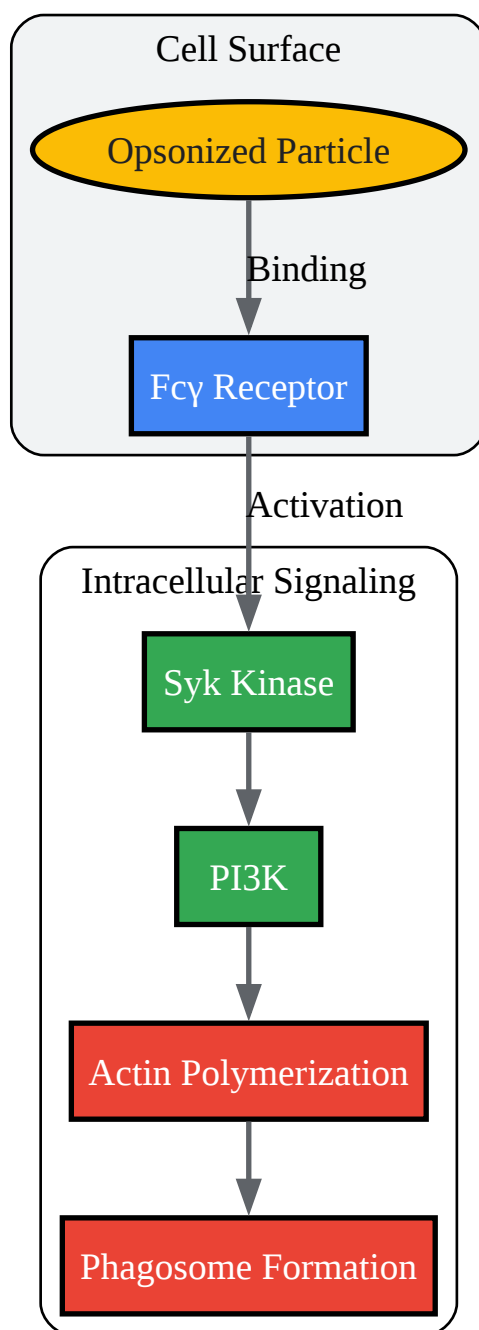 Cell Surface
Opsonized Particle
Binding
Fcγ Receptor
Activation
Intracellular Signaling
Syk Kinase
PI3K
Actin Polymerization
Phagosome Formation